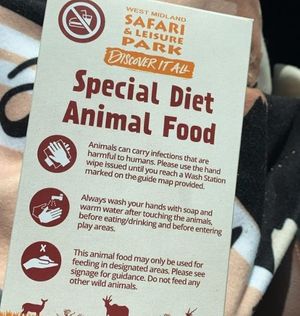 WEST MIDLAND
SAFARI
& LEISURE
PARK
DISCOVER IT ALL
Special Diet
Animal Food
Animals can carry infections that are
harmful to humans. Please use the hand
wipe issued until you reach a Wash Station
marked on the guide map provided.
Always wash your hands with soap and
warm water after touching the animals,
before eating/drinking and before entering
play areas.
This animal food may only be used for
feeding in designated areas. Please see
signage for guidance. Do not feed any
other wild animals.